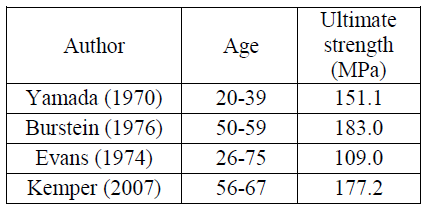 Author Age Ultimate strength (MPa)
Yamada (1970) 20-39 151.1
Burstein (1976) 50-59 183.0
Evans (1974) 26-75 109.0
Kemper (2007) 56-67 177.2